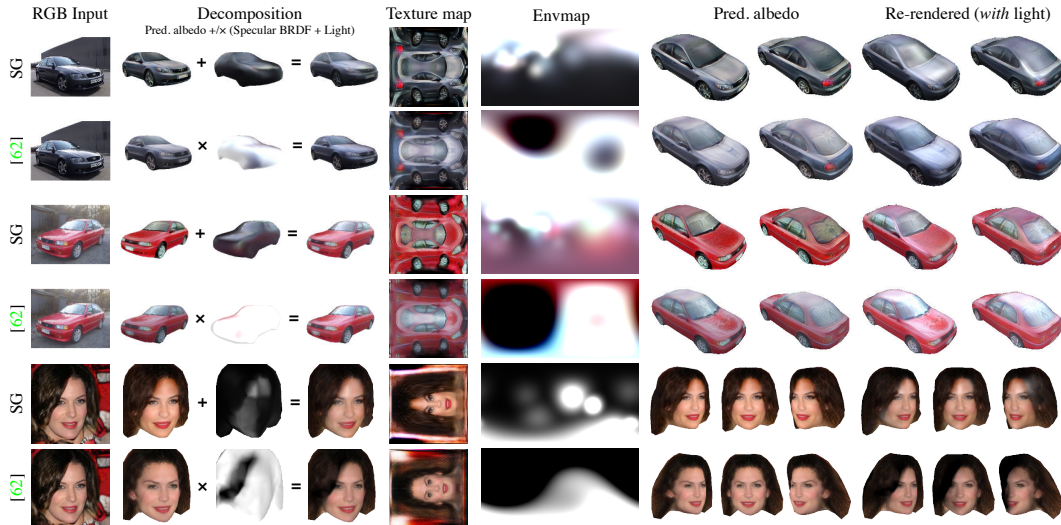 RGB Input Decomposition Texture map Envmap Pred. albedo Re-rendered (with light)
Pred. albedo +/× (Specular BRDF + Light)
SG + =
[62] × =
SG + =
[62] × =
SG + =
[62] × =